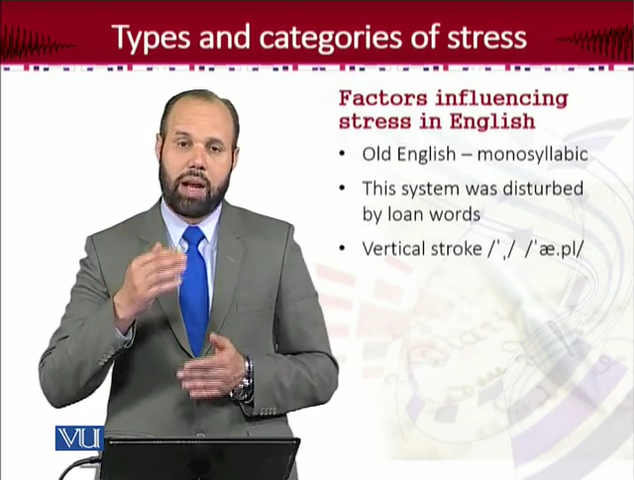 Types and categories of stress
Factors influencing
stress in English
• Old English – monosyllabic
• This system was disturbed
by loan words
• Vertical stroke /ˈˌ/ /ˈæ.pl/
VU